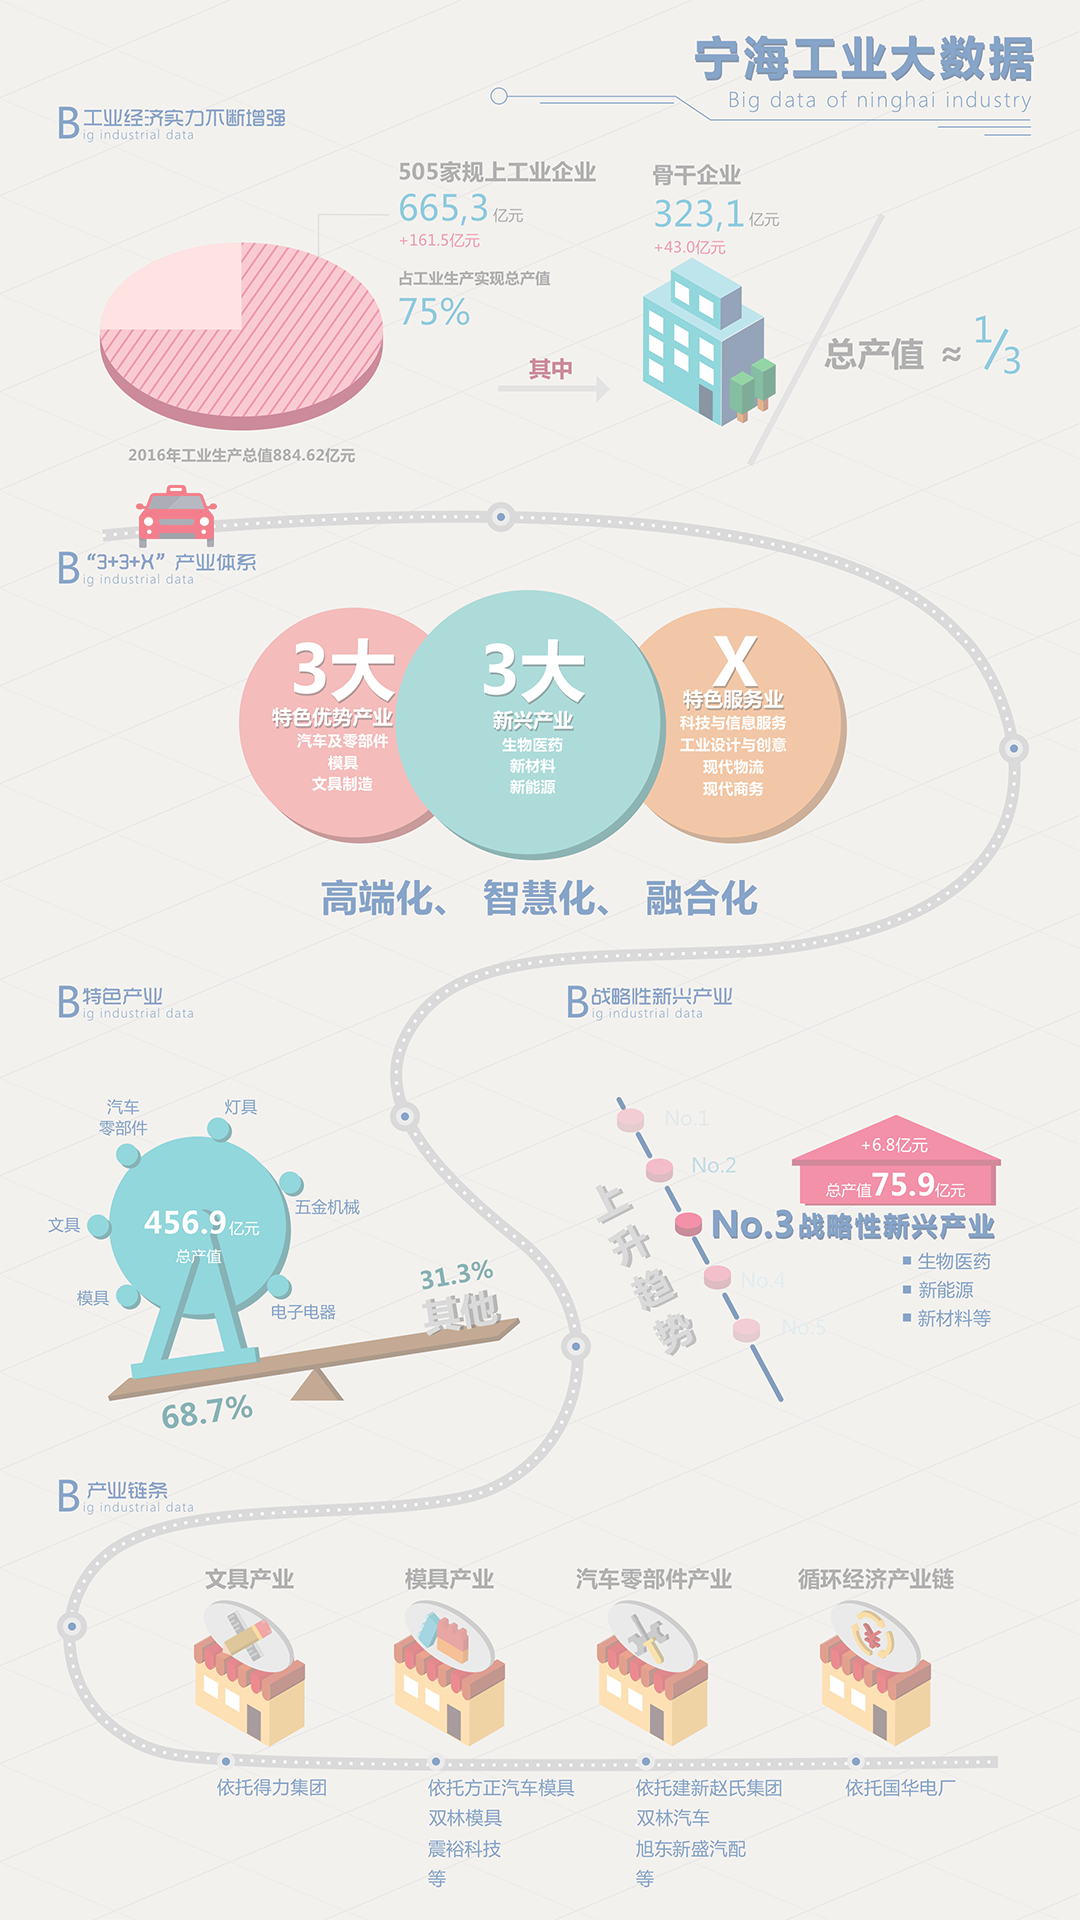 宁海工业大数据
Big data of ninghai industry
B工业经济实力不断增强
ig industrial data
505家规上工业企业
665,3亿元
+161.5亿元
占工业生产实现总产值
75%
骨干企业
323,1亿元
+43.0亿元
其中
总产值 ≈ 1/3
2016年工业生产总值884.62亿元
B“3+3+X”产业体系
ig industrial data
3大
特色优势产业
汽车及零部件
模具
文具制造
3大
新兴产业
生物医药
新材料
新能源
X
特色服务业
科技与信息服务
工业设计与创意
现代物流
现代商务
高端化、 智慧化、 融合化
B特色产业
ig industrial data
汽车
零部件
灯具
五金机械
文具
456.9亿元
总产值
模具
电子电器
31.3%
其他
68.7%
B战略性新兴产业
ig industrial data
No.1
No.2
+6.8亿元
总产值75.9亿元
No.3战略性新兴产业
No.4
No.5
上升趋势
生物医药
新能源
新材料等
B产业链条
ig industrial data
文具产业
模具产业
汽车零部件产业
循环经济产业链
¥
依托得力集团
依托方正汽车模具
双林模具
震裕科技
等
依托建新赵氏集团
双林汽车
旭东新盛汽配
等
依托国华电厂